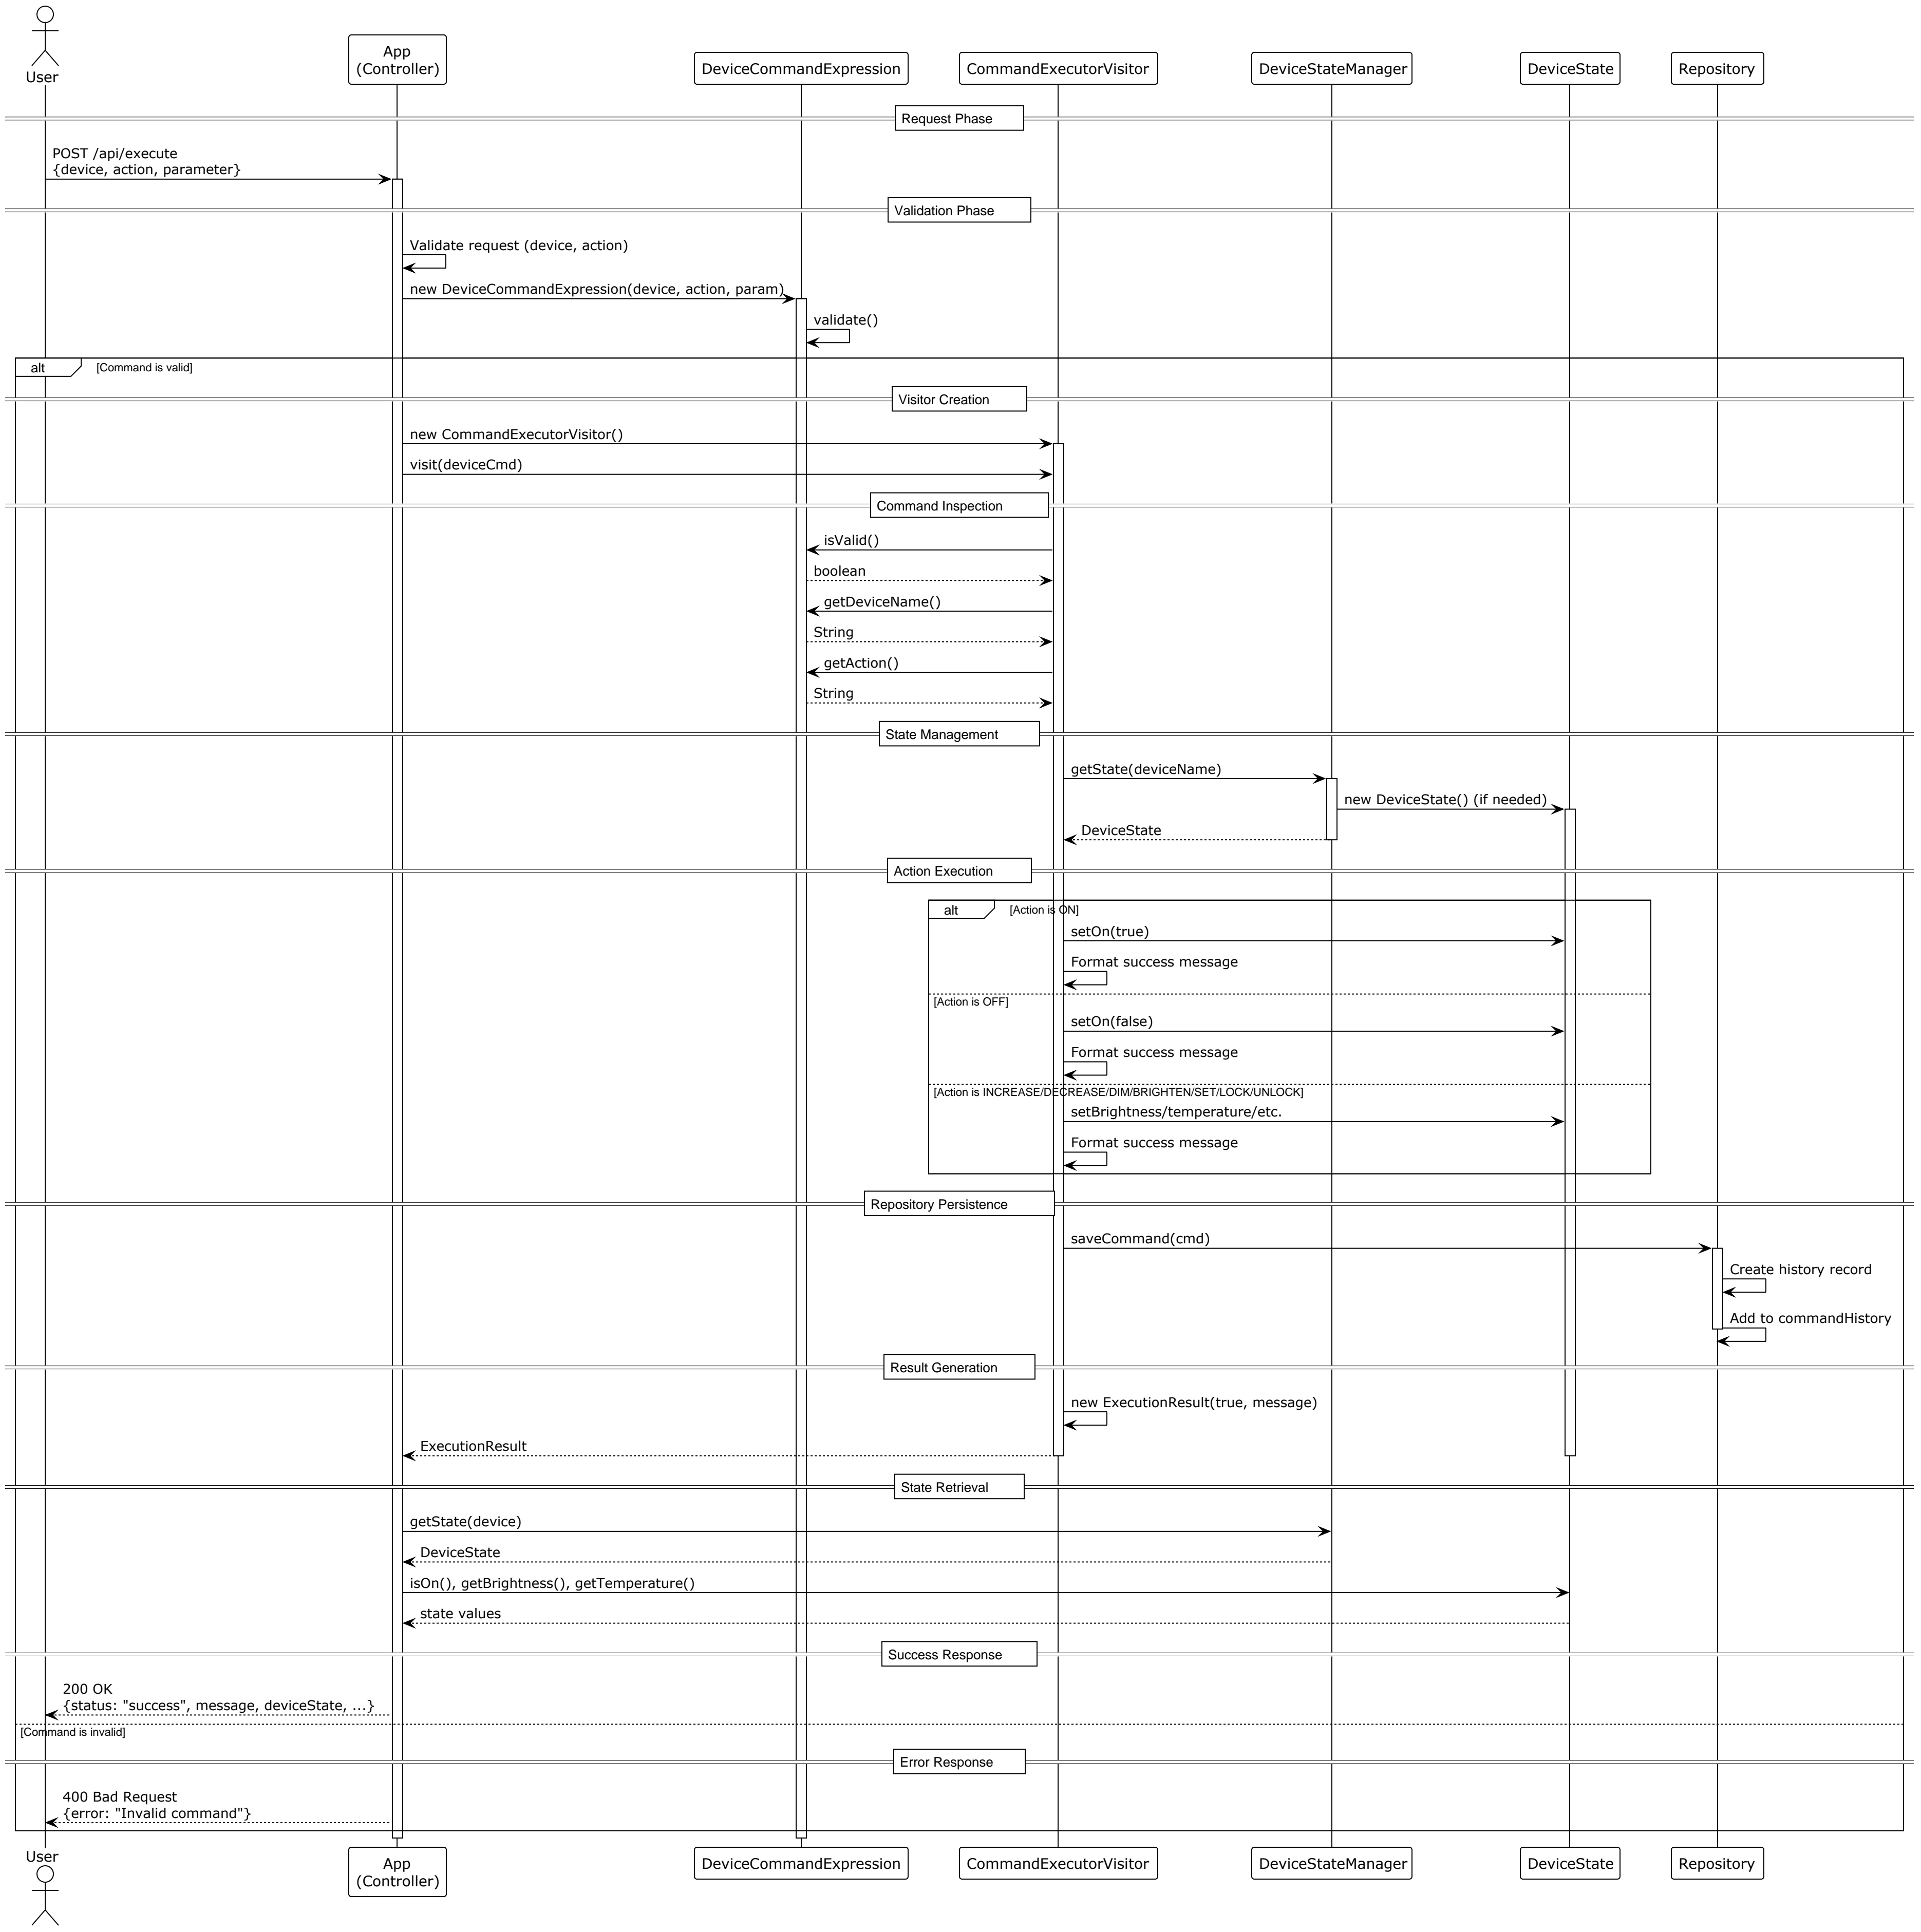 User
App
(Controller)
DeviceCommandExpression
CommandExecutorVisitor
DeviceStateManager
DeviceState
Repository
Request Phase
POST /api/execute
{device, action, parameter}
Validation Phase
Validate request (device, action)
new DeviceCommandExpression(device, action, param)
validate()
alt
[Command is valid]
Visitor Creation
new CommandExecutorVisitor()
visit(deviceCmd)
Command Inspection
isValid()
boolean
getDeviceName()
String
getAction()
String
State Management
getState(deviceName)
new DeviceState() (if needed)
DeviceState
Action Execution
alt
[Action is ON]
setOn(true)
Format success message
[Action is OFF]
setOn(false)
Format success message
[Action is INCREASE/DECREASE/DIM/BRIGHTEN/SET/LOCK/UNLOCK]
setBrightness/temperature/etc.
Format success message
Repository Persistence
saveCommand(cmd)
Create history record
Add to commandHistory
Result Generation
new ExecutionResult(true, message)
ExecutionResult
State Retrieval
getState(device)
DeviceState
isOn(), getBrightness(), getTemperature()
state values
Success Response
200 OK
{status: "success", message, deviceState, ...}
[Command is invalid]
Error Response
400 Bad Request
{error: "Invalid command"}
User
App
(Controller)
DeviceCommandExpression
CommandExecutorVisitor
DeviceStateManager
DeviceState
Repository